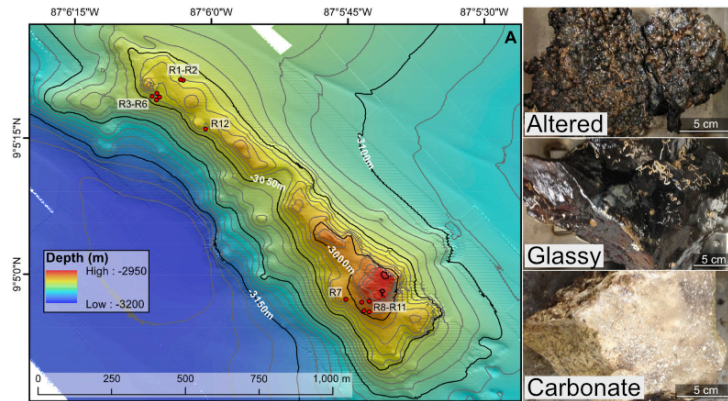 87°6'15"W
87°6'0"W
87°5'45"W
87°5'30"W
A
R1-R2
R3-R6
R12
9°5'15"N
-3100m
-3050m
-3000m
9°5'0"N
Depth (m)
High : -2950
Low : -3200
-3150m
R7
R8-R11
0 250 500 750 1,000 m
Altered
5 cm
Glassy
5 cm
Carbonate
5 cm